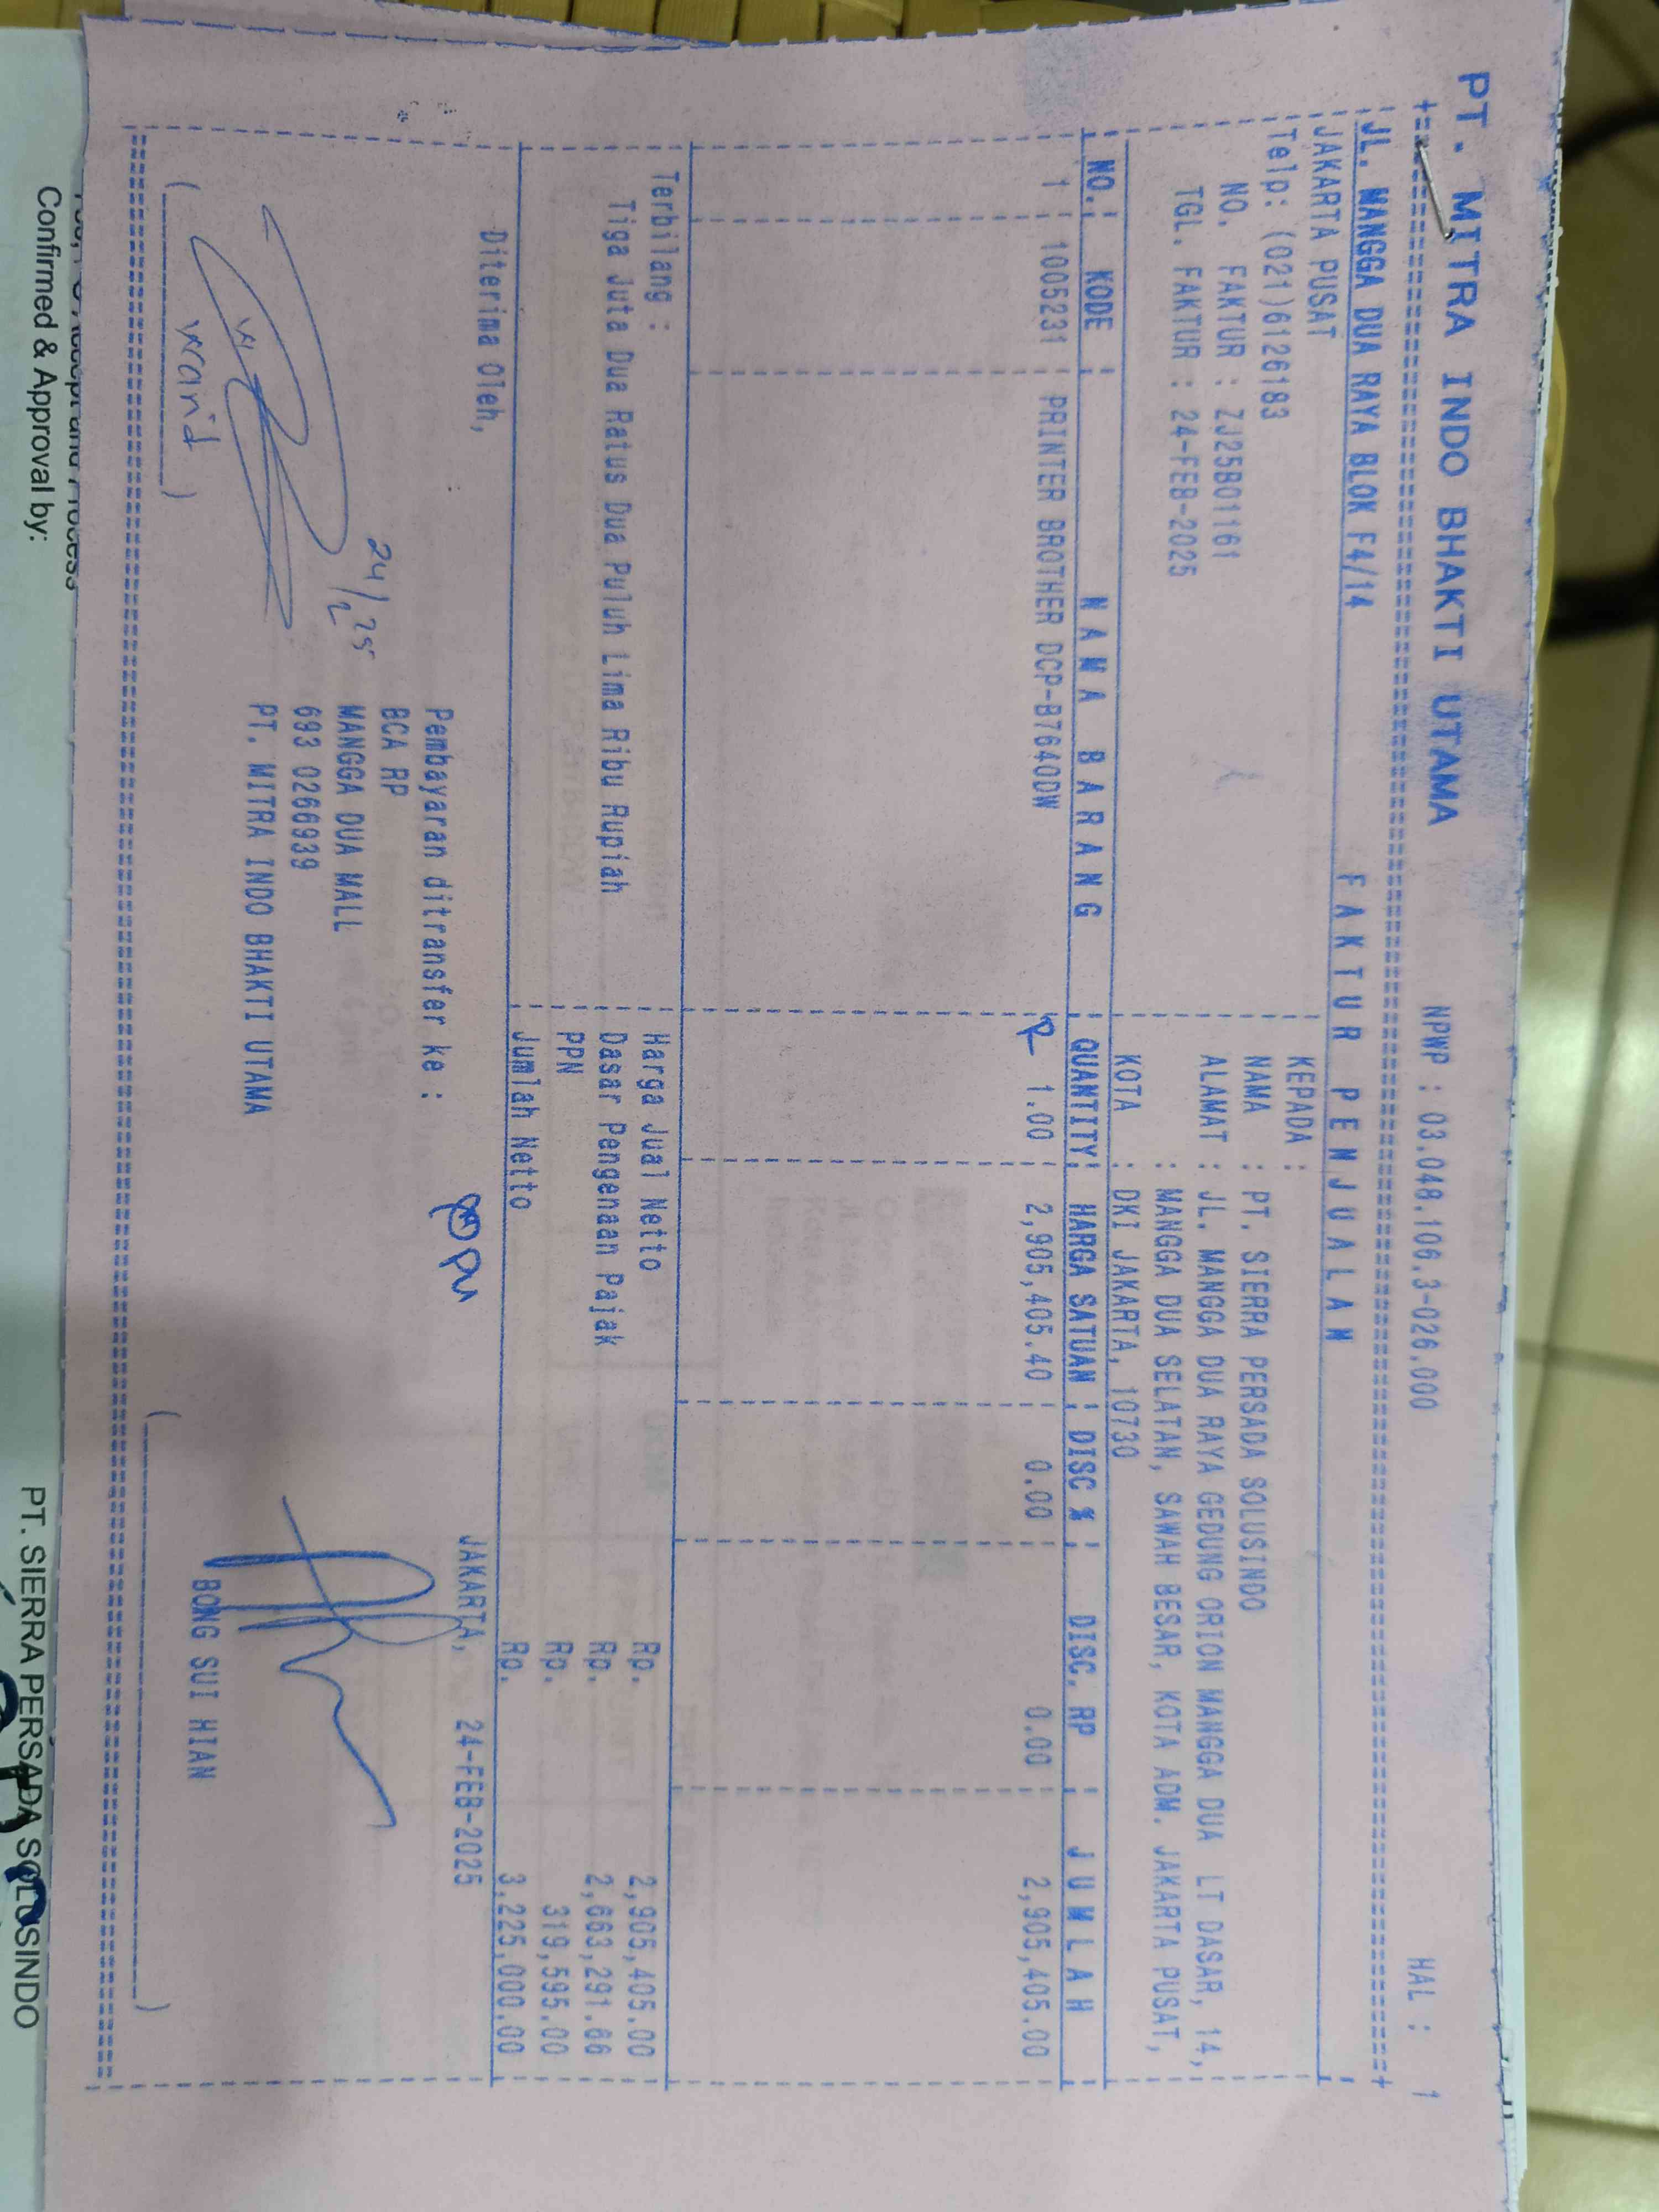 PT. MITRA INDO BHAKTI UTAMA NPWP : 03.048.106.3-026.000 HAL : 1
JL. MANGGA DUA RAYA BLOK F4/14 FAKTUR PENJUALAN
JAKARTA PUSAT
Telp: (021)6126183 KEPADA :
NO. FAKTUR : ZJ25B01161 NAMA : PT. SIERRA PERSADA SOLUSINDO
TGL. FAKTUR : 24-FEB-2025 ALAMAT : JL. MANGGA DUA RAYA GEDUNG ORION MANGGA DUA LT DASAR, 14,
: MANGGA DUA SELATAN, SAWAH BESAR, KOTA ADM. JAKARTA PUSAT,
KOTA : DKI JAKARTA, 10730
NO. KODE NAMA BARANG QUANTITY HARGA SATUAN DISC % DISC. RP JUMLAH
1 1005231 PRINTER BROTHER DCP-B7640DW 1.00 2,905,405.40 0.00 0.00 2,905,405.00
Terbilang : Harga Jual Netto Rp. 2,905,405.00
Tiga Juta Dua Ratus Dua Puluh Lima Ribu Rupiah Dasar Pengenaan Pajak Rp. 2,663,291.66
PPN Rp. 319,595.00
Jumlah Netto Rp. 3,225,000.00
Diterima Oleh, JAKARTA, 24-FEB-2025
Pembayaran ditransfer ke :
BCA RP
24/2 25 MANGGA DUA MALL
693 0266939
PT. MITRA INDO BHAKTI UTAMA
BONG SUI HIAN
( warid ) ( )
Confirmed & Approval by:
PT. SIERRA PERSADA SOLUSINDO